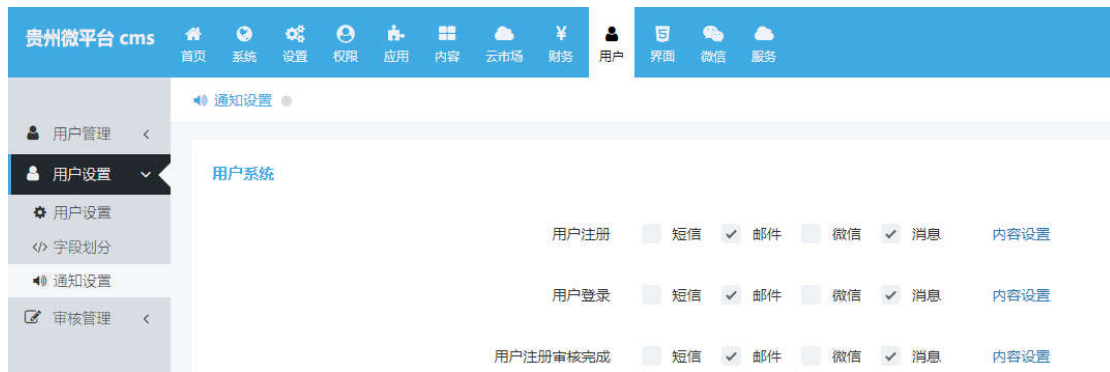 贵州微平台 cms
首页 系统 设置 权限 应用 内容 云市场 财务 用户 界面 微信 服务
通知设置
用户管理
用户设置
用户设置
字段划分
通知设置
审核管理
用户系统
用户注册 短信 邮件 微信 消息 内容设置
用户登录 短信 邮件 微信 消息 内容设置
用户注册审核完成 短信 邮件 微信 消息 内容设置